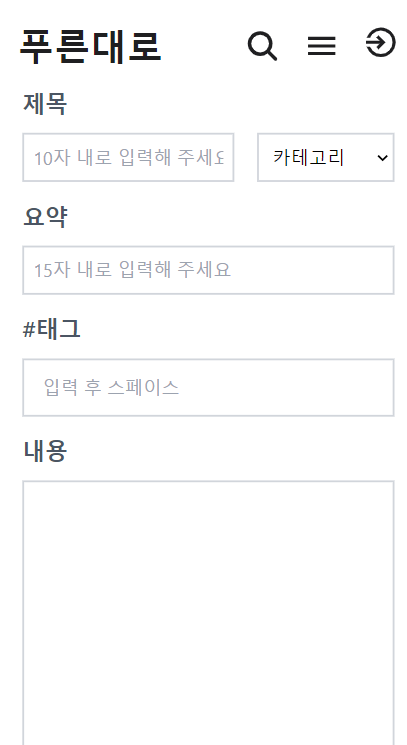 푸른대로
제목
10자 내로 입력해 주세요 카테고리
요약
15자 내로 입력해 주세요
#태그
입력 후 스페이스
내용